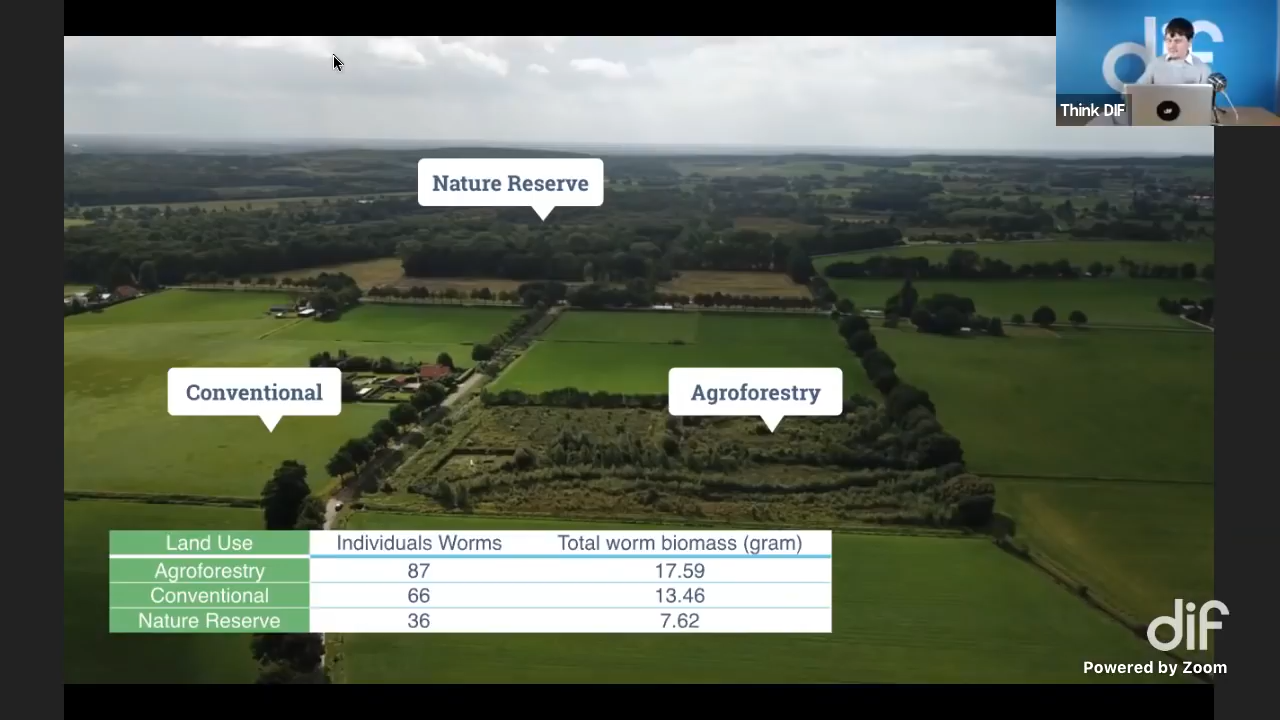 dif
Think DIF
Nature Reserve
Conventional
Agroforestry
Land Use Individuals Worms Total worm biomass (gram)
Agroforestry 87 17.59
Conventional 66 13.46
Nature Reserve 36 7.62
dif
Powered by Zoom